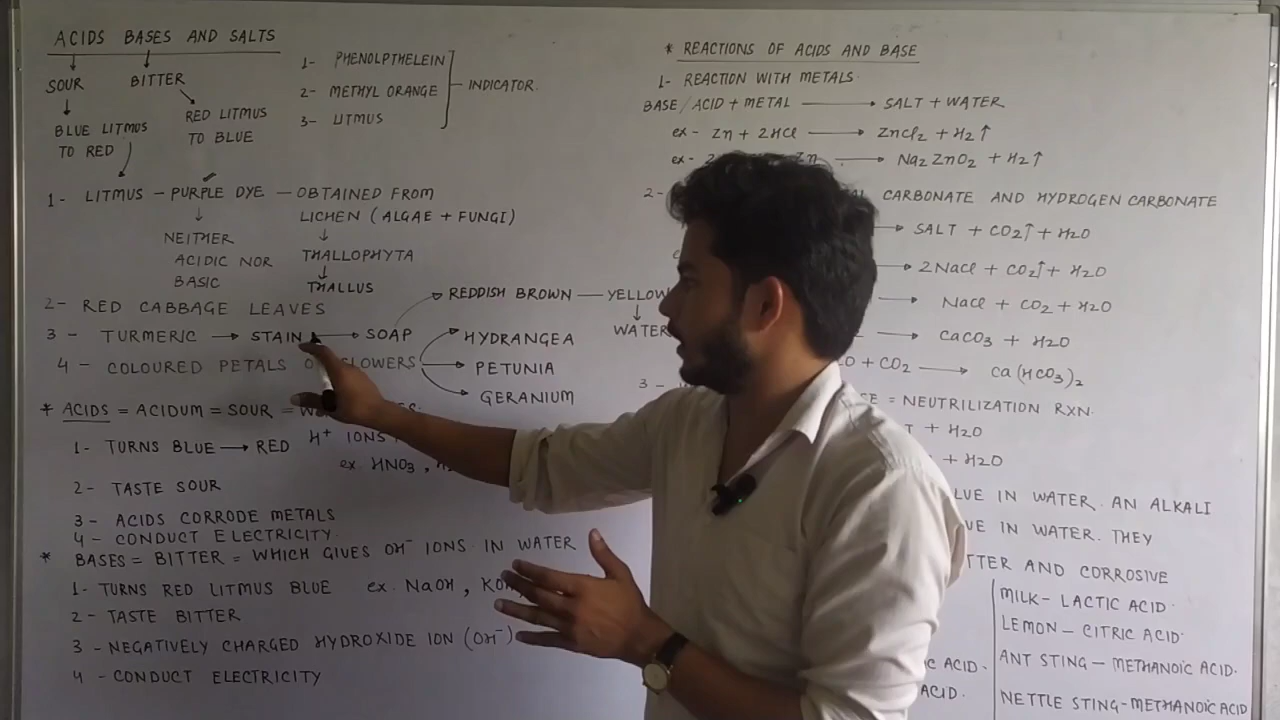 ACIDS BASES AND SALTS
SOUR
BITTER
BLUE LITMUS
TO RED
RED LITMUS
TO BLUE
1- PHENOLPTHELEIN
2- METHYL ORANGE
3- LITMUS
INDICATOR.
1- LITMUS - PURPLE DYE - OBTAINED FROM
LICHEN (ALGAE + FUNGI)
NEITHER
ACIDIC NOR
BASIC
THALLOPHYTA
THALLUS
2- RED CABBAGE LEAVES
3- TURMERIC → STAIN → SOAP
REDDISH BROWN — YELLOW
WATER
4- COLOURED PETALS FLOWERS
HYDRANGEA
PETUNIA
GERANIUM
* ACIDS = ACIDUM = SOUR =
H+ IONS
1- TURNS BLUE → RED
ex. HNO3,
2- TASTE SOUR
3- ACIDS CORRODE METALS
4- CONDUCT ELECTRICITY.
* BASES = BITTER = WHICH GIVES OH- IONS IN WATER
1- TURNS RED LITMUS BLUE ex. NaOH,
2- TASTE BITTER
3- NEGATIVELY CHARGED HYDROXIDE ION (OH-)
4- CONDUCT ELECTRICITY
* REACTIONS OF ACIDS AND BASE
1- REACTION WITH METALS
BASE/ACID + METAL → SALT + WATER
ex- Zn + 2HCl → ZnCl2 + H2↑
ex- 2 Zn → Na2ZnO2 + H2↑
2- CARBONATE AND HYDROGEN CARBONATE
→ SALT + CO2↑ + H2O
→ 2NaCl + CO2↑ + H2O
→ NaCl + CO2 + H2O
→ CaCO3 + H2O
+ CO2 → Ca(HCO3)2
3-
= NEUTRILIZATION RXN.
+ H2O
+ H2O
IN WATER. AN ALKALI
IN WATER. THEY
AND CORROSIVE
MILK- LACTIC ACID.
LEMON- CITRIC ACID.
ACID.
ANT STING- METHANOIC ACID.
ACID.
NETTLE STING-METHANOIC ACID